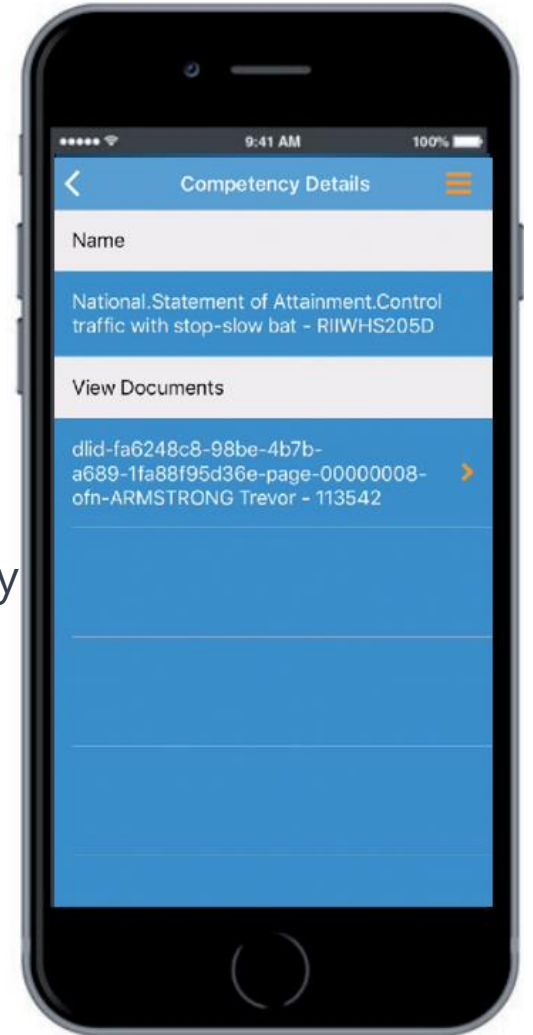 9:41 AM 100%
Competency Details
Name
National.Statement of Attainment.Control
traffic with stop-slow bat - RIIWHS205D
View Documents
dlid-fa6248c8-98be-4b7b-
a689-1fa88f95d36e-page-00000008-
ofn-ARMSTRONG Trevor - 113542
y